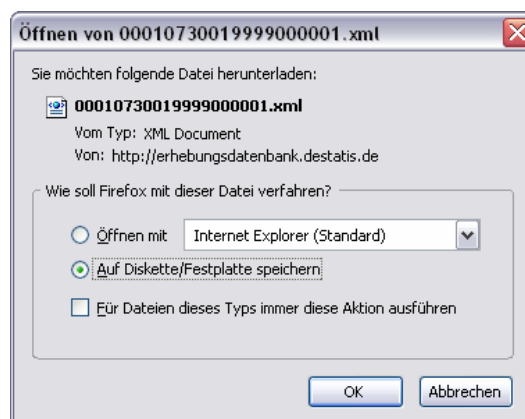 Öffnen von 00010730019999000001.xml
Sie möchten folgende Datei herunterladen:
00010730019999000001.xml
Vom Typ: XML Document
Von: http://erhebungsdatenbank.destatis.de
Wie soll Firefox mit dieser Datei verfahren?
Öffnen mit Internet Explorer (Standard)
Auf Diskette/Festplatte speichern
Für Dateien dieses Typs immer diese Aktion ausführen
OK Abbrechen